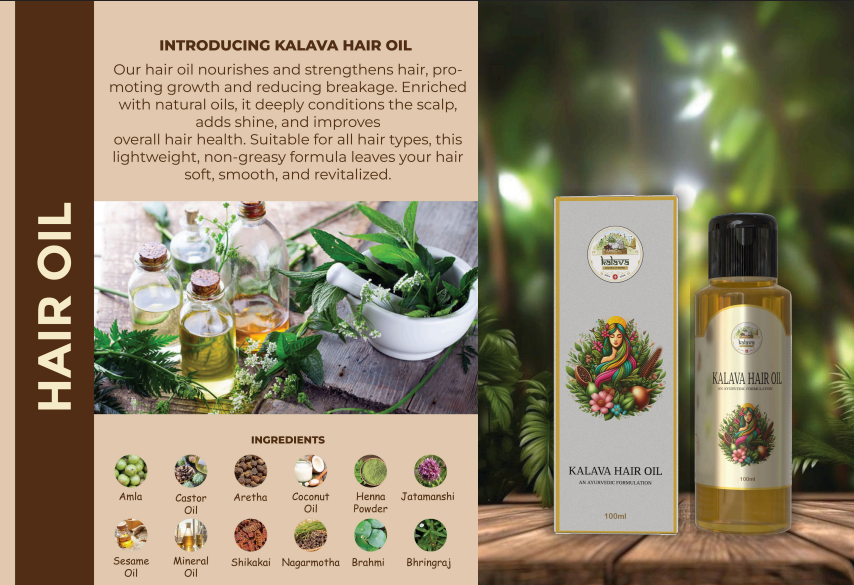 HAIR OIL
INTRODUCING KALAVA HAIR OIL
Our hair oil nourishes and strengthens hair, pro-
moting growth and reducing breakage. Enriched
with natural oils, it deeply conditions the scalp,
adds shine, and improves
overall hair health. Suitable for all hair types, this
lightweight, non-greasy formula leaves your hair
soft, smooth, and revitalized.
INGREDIENTS
Amla
Castor
Oil
Aretha
Coconut
Oil
Henna
Powder
Jatamanshi
Sesame
Oil
Mineral
Oil
Shikakai
Nagarmotha
Brahmi
Bhringraj
kalava
KALAVA HAIR OIL
AN AYURVEDIC FORMULATION
100ml
kalava
KALAVA HAIR OIL
AN AYURVEDIC FORMULATION
100ml